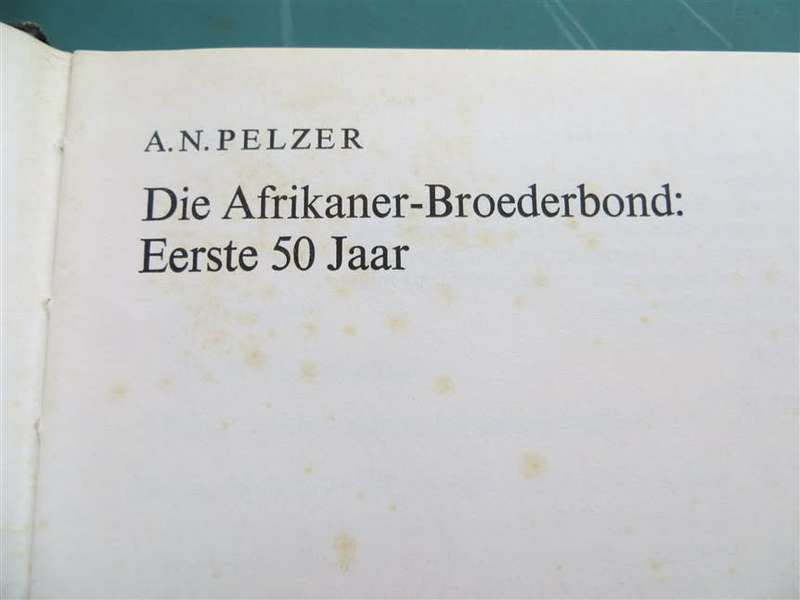 A.N. PELZER
Die Afrikaner-Broederbond:
Eerste 50 Jaar